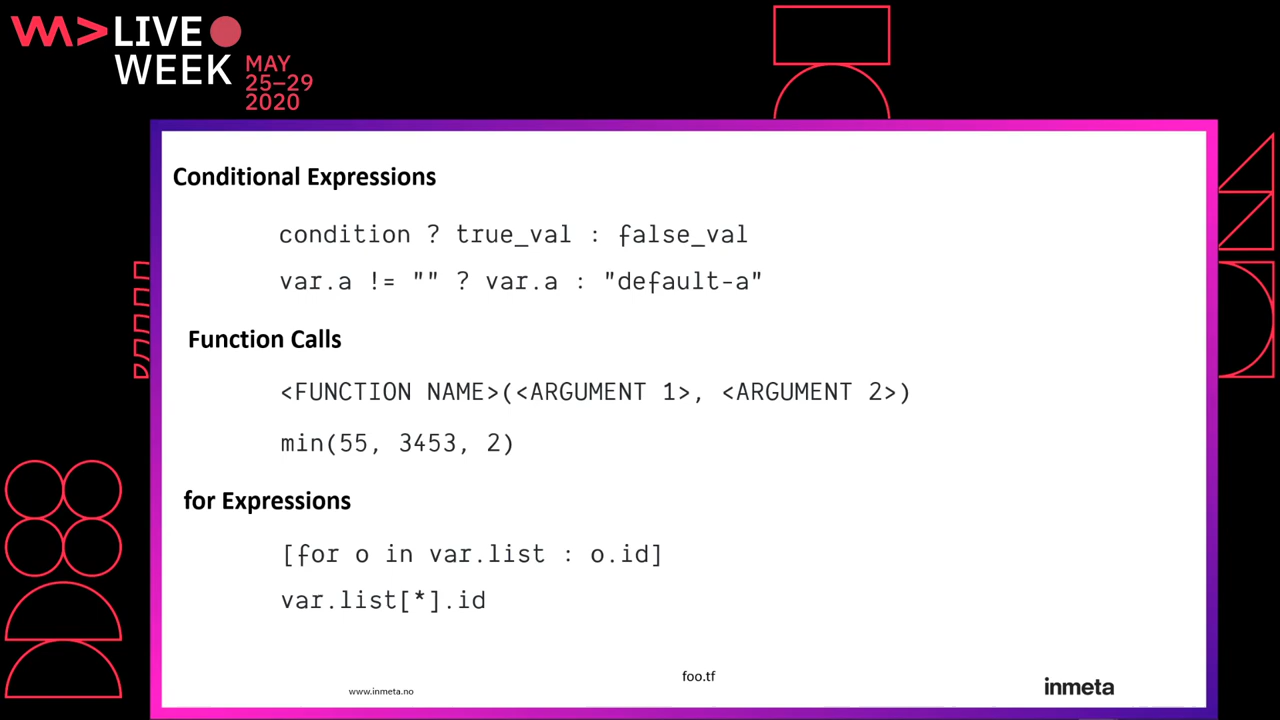 LIVE
WEEK
MAY
25–29
2020
Conditional Expressions
condition ? true_val : false_val
var.a != "" ? var.a : "default-a"
Function Calls
<FUNCTION NAME>(<ARGUMENT 1>, <ARGUMENT 2>)
min(55, 3453, 2)
for Expressions
[for o in var.list : o.id]
var.list[*].id
foo.tf
www.inmeta.no
inmeta